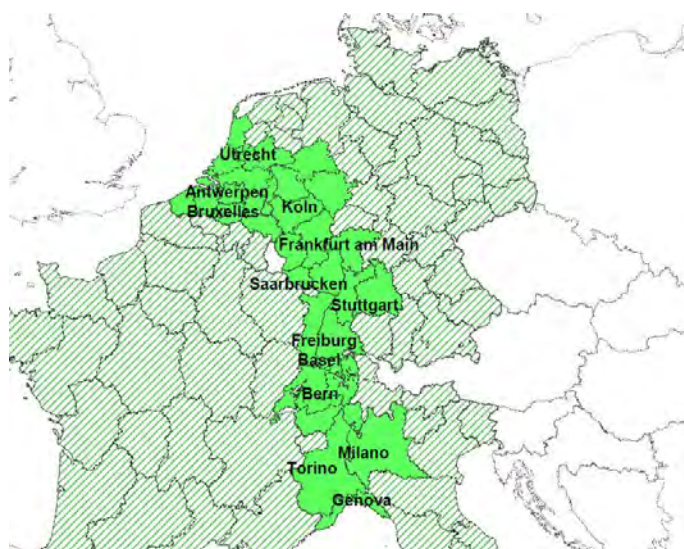 Utrecht
Antwerpen
Bruxelles
Koln
Frankfurt am Main
Saarbrucken
Stuttgart
Freiburg
Basel
Bern
Milano
Torino
Genova